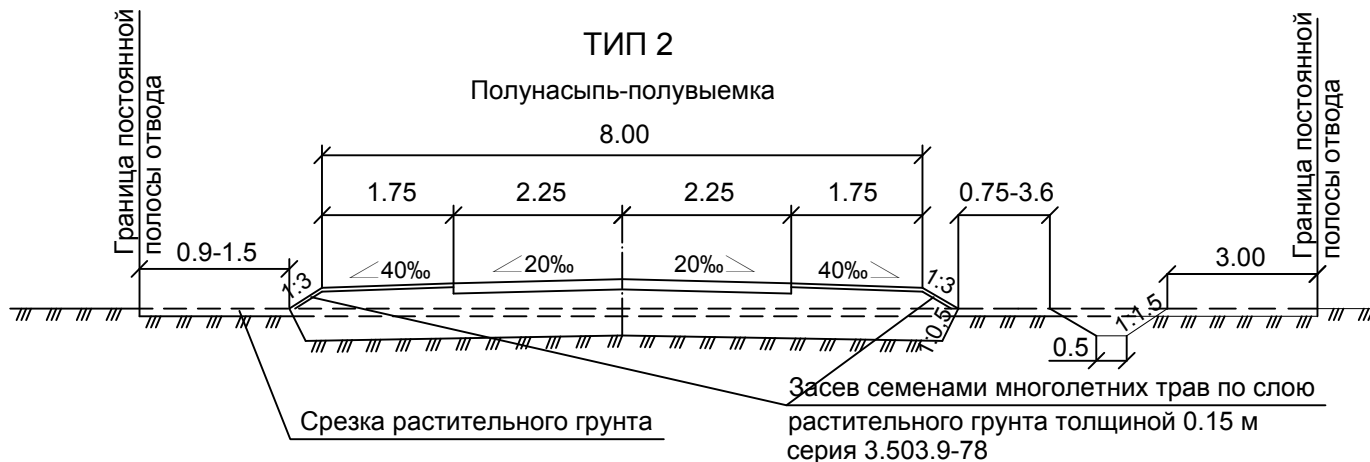 ТИП 2
Полунасыпь-полувыемка
Граница постоянной
полосы отвода
Граница постоянной
полосы отвода
8.00
1.75
2.25
2.25
1.75
0.75-3.6
0.9-1.5
3.00
40‰
20‰
20‰
40‰
1:3
1:3
1:0,5
1:1.5
0.5
Срезка растительного грунта
Засев семенами многолетних трав по слою
растительного грунта толщиной 0.15 м
серия 3.503.9-78